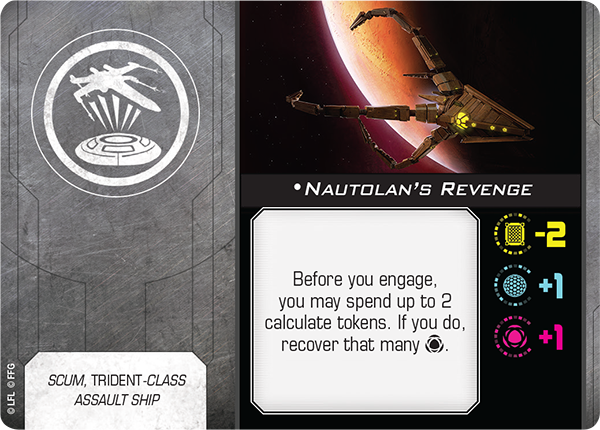 •Nautolan's Revenge
Before you engage,
you may spend up to 2
calculate tokens. If you do,
recover that many
.
-2
+1
+1
SCUM, TRIDENT-CLASS
ASSAULT SHIP
© LFL © FFG